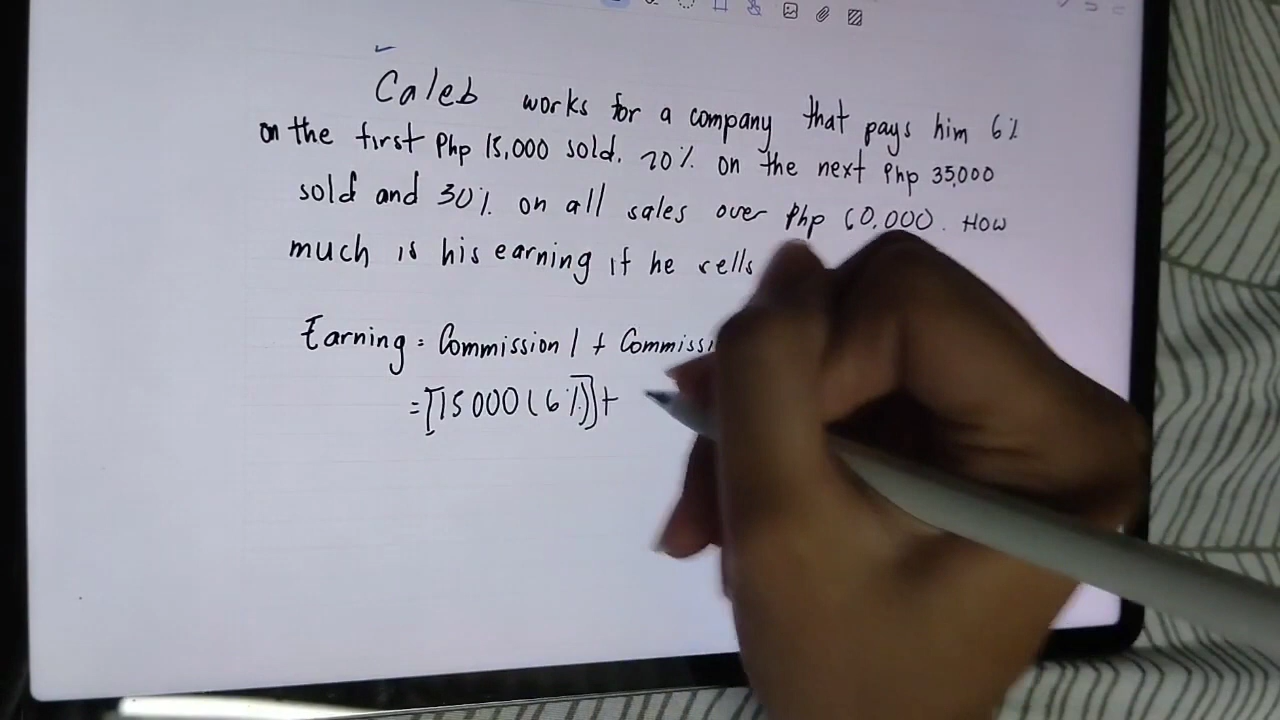 Caleb works for a company that pays him 6%
on the first Php 15,000 sold. 20% on the next Php 35,000
sold and 30% on all sales over Php 60,000. How
much is his earning if he sells
Earning = Commission 1 + Commissi
= [15 000 (6%)] +